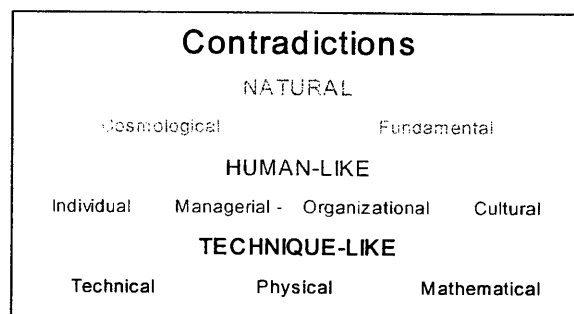 Contradictions
NATURAL
Cosmological Fundamental
HUMAN-LIKE
Individual Managerial - Organizational Cultural
TECHNIQUE-LIKE
Technical Physical Mathematical